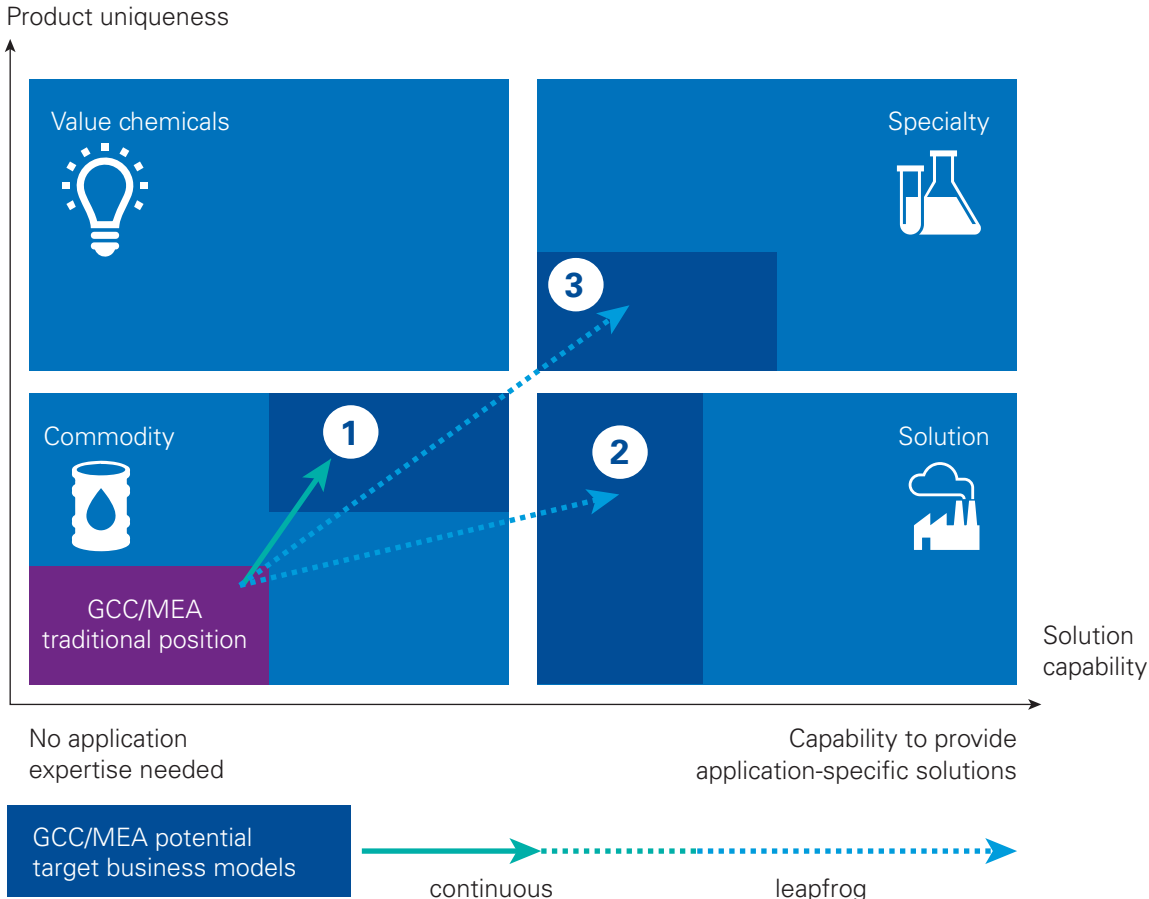 Product uniqueness
Value chemicals
Specialty
3
Commodity
1
2
Solution
GCC/MEA
traditional position
Solution
capability
No application
expertise needed
Capability to provide
application-specific solutions
GCC/MEA potential
target business models
continuous
leapfrog